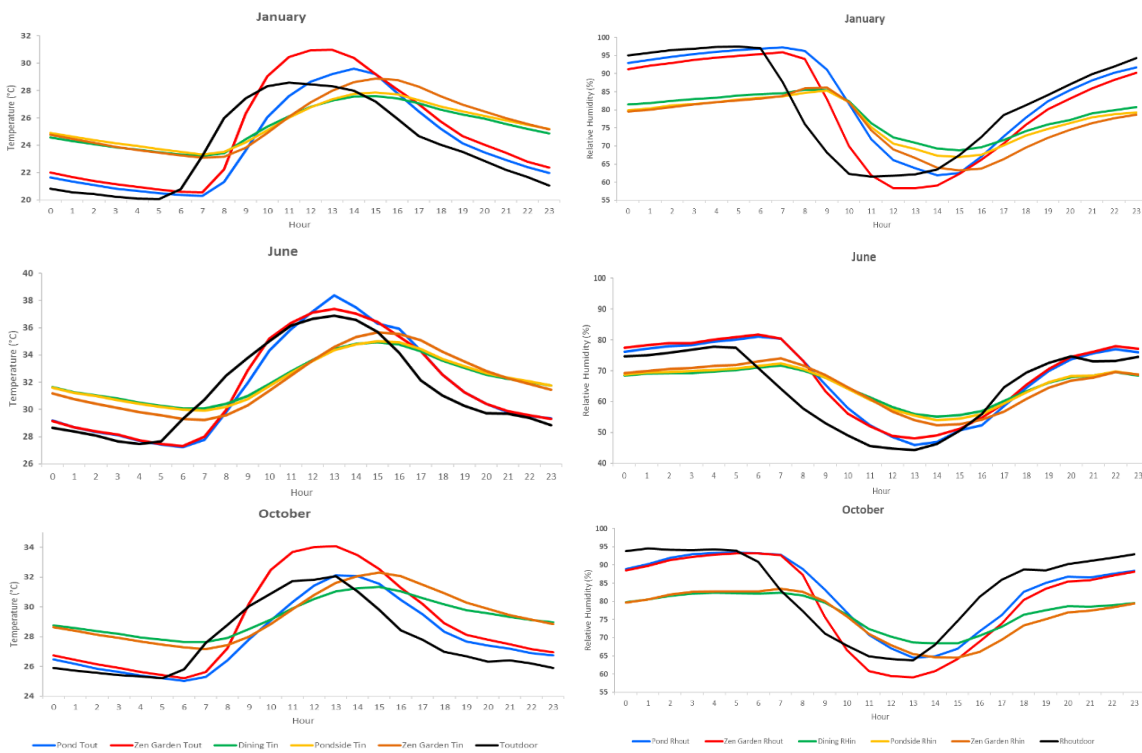 January
Temperature (°C)
32
30
28
26
24
22
20
0 1 2 3 4 5 6 7 8 9 10 11 12 13 14 15 16 17 18 19 20 21 22 23
Hour
January
Relative Humidity (%)
100
95
90
85
80
75
70
65
60
55
0 1 2 3 4 5 6 7 8 9 10 11 12 13 14 15 16 17 18 19 20 21 22 23
Hour
June
Temperature (°C)
40
38
36
34
32
30
28
26
0 1 2 3 4 5 6 7 8 9 10 11 12 13 14 15 16 17 18 19 20 21 22 23
Hour
June
Relative Humidity (%)
100
90
80
70
60
50
40
0 1 2 3 4 5 6 7 8 9 10 11 12 13 14 15 16 17 18 19 20 21 22 23
Hour
October
Temperature (°C)
34
32
30
28
26
24
0 1 2 3 4 5 6 7 8 9 10 11 12 13 14 15 16 17 18 19 20 21 22 23
Hour
Pond Tout Zen Garden Tout Dining Tin Pondside Tin Zen Garden Tin Toutdoor
October
Relative Humidity (%)
100
95
90
85
80
75
70
65
60
55
0 1 2 3 4 5 6 7 8 9 10 11 12 13 14 15 16 17 18 19 20 21 22 23
Hour
Pond Rhout Zen Garden Rhout Dining RHin Pondside Rhin Zen Garden Rhin Rhoutdoor